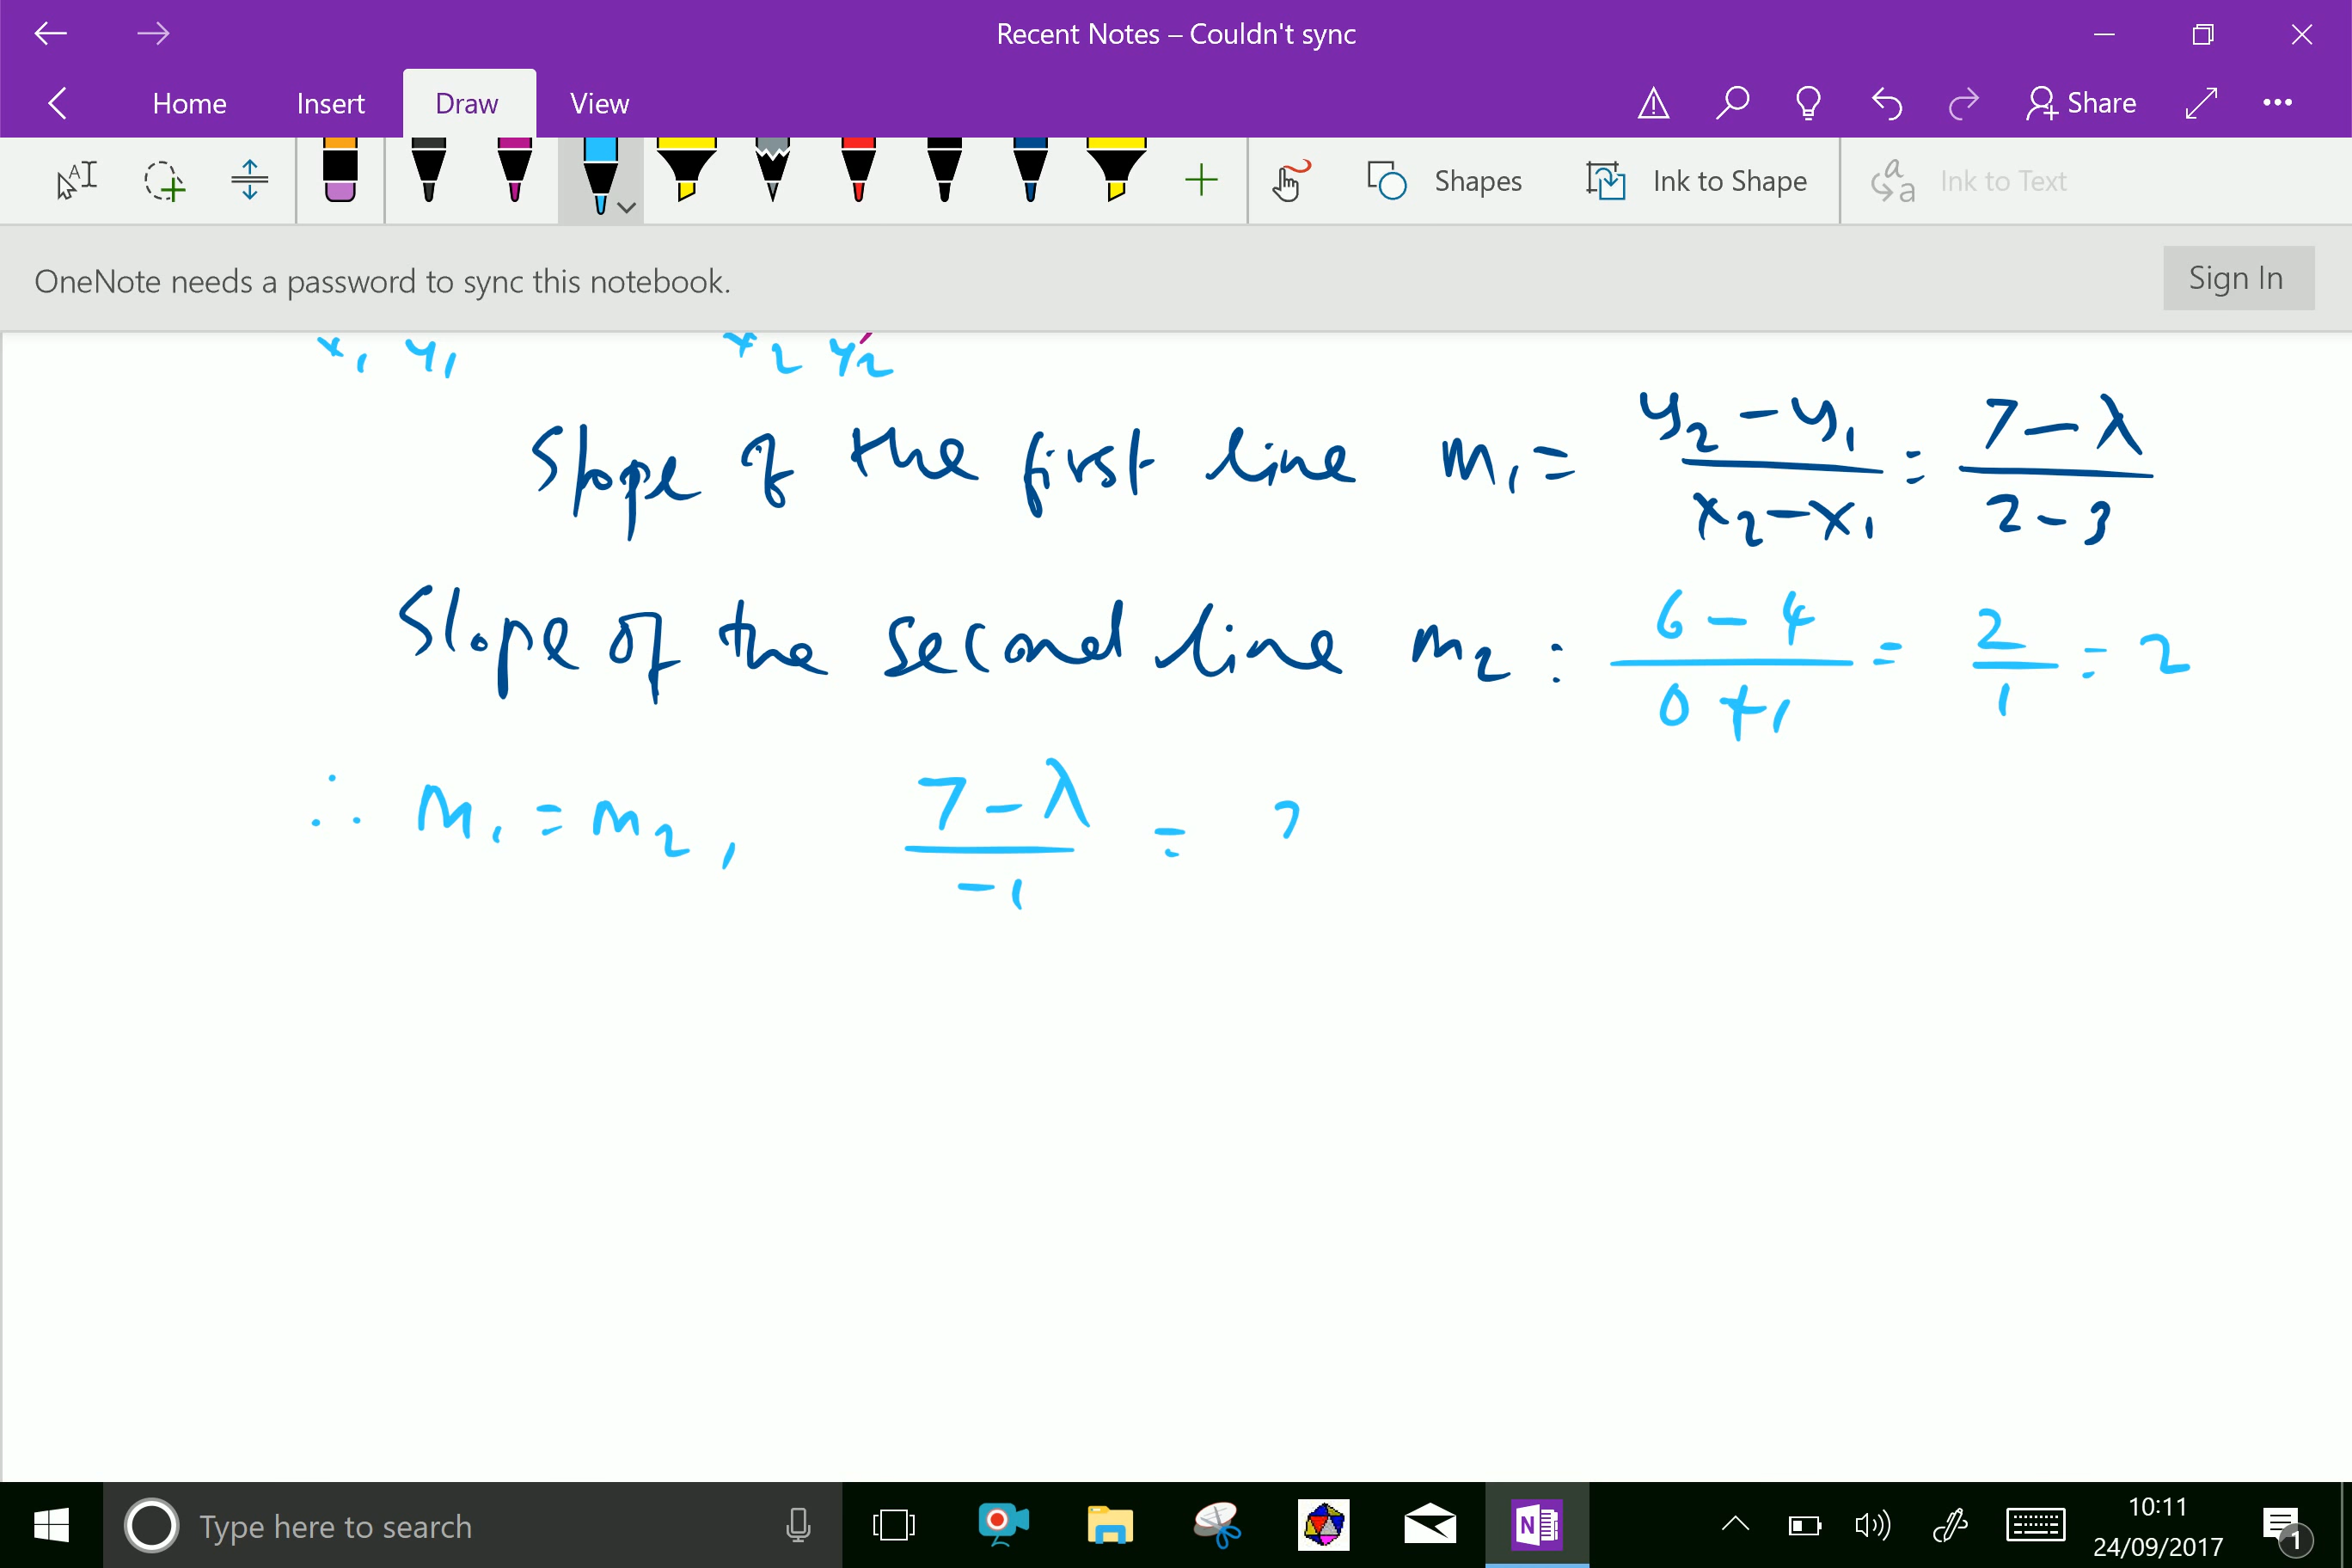 Recent Notes – Couldn't sync
Home Insert Draw View Share
Shapes Ink to Shape Ink to Text
OneNote needs a password to sync this notebook. Sign In
x₁ y₁ x₂ y₂
Slope of the first line m₁ = (y₂ – y₁)/(x₂ – x₁) = (7 – λ)/(2 – 3)
Slope of the second line m₂ = (6 – 4)/(0 + 1) = 2/1 = 2
∴ m₁ = m₂, (7 – λ)/(–1) =
Type here to search
10:11
24/09/2017
1